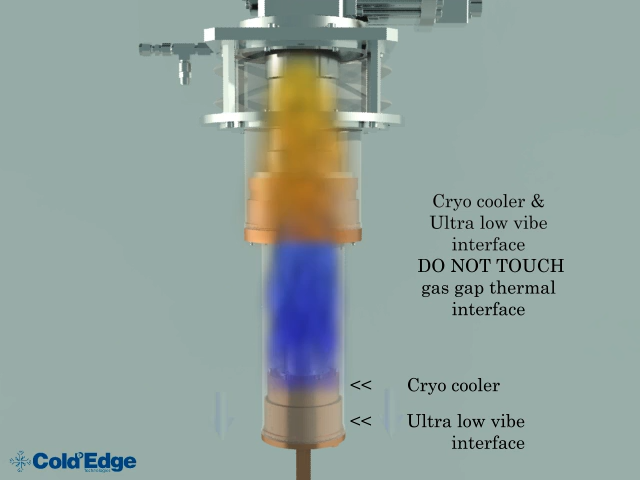 Cryo cooler &
Ultra low vibe
interface
DO NOT TOUCH
gas gap thermal
interface
<< Cryo cooler
<< Ultra low vibe
interface
ColdEdge
Technologies